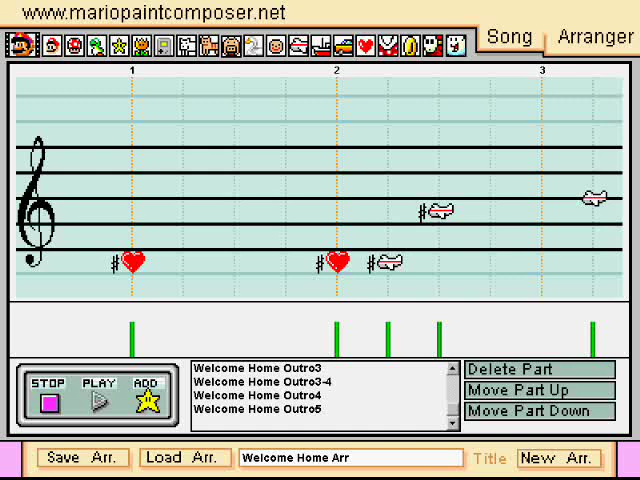 www.mariopaintcomposer.net
Song
Arranger
1
2
3
#
#
#
#
STOP
PLAY
ADD
Welcome Home Outro3
Welcome Home Outro3-4
Welcome Home Outro4
Welcome Home Outro5
Delete Part
Move Part Up
Move Part Down
Save Arr.
Load Arr.
Welcome Home Arr
Title
New Arr.